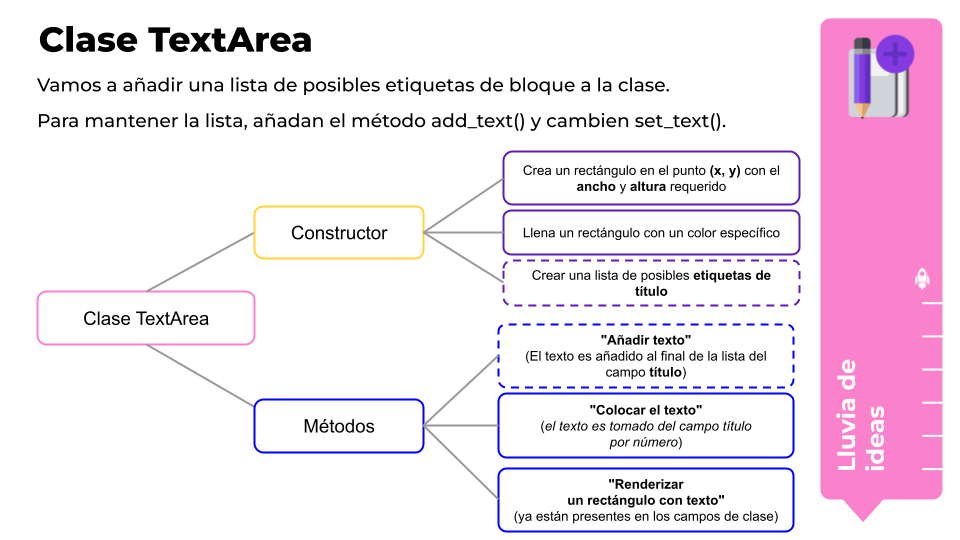 Clase TextArea
Vamos a añadir una lista de posibles etiquetas de bloque a la clase.
Para mantener la lista, añadan el método add_text() y cambien set_text().
Crea un rectángulo en el punto (x, y) con el
ancho y altura requerido
Constructor
Llena un rectángulo con un color específico
Crear una lista de posibles etiquetas de
título
Clase TextArea
"Añadir texto"
(El texto es añadido al final de la lista del
campo título)
Métodos
"Colocar el texto"
(el texto es tomado del campo título
por número)
"Renderizar
un rectángulo con texto"
(ya están presentes en los campos de clase)
Lluvia de
ideas